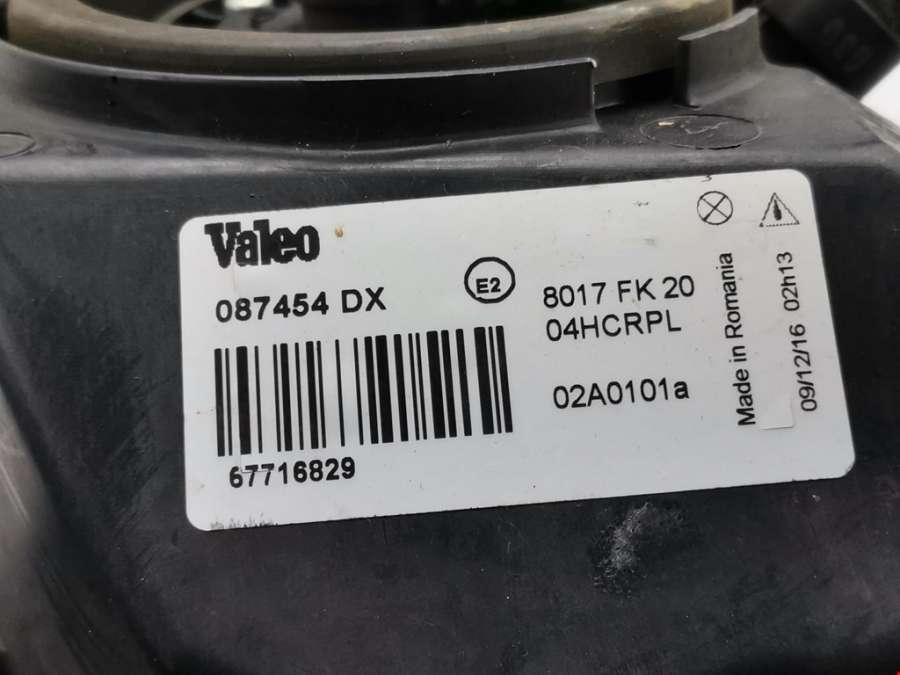 Valeo
087454 DX
E2
8017 FK 20
04HCRPL
02A0101a
67716829
Made in Romania
09/12/16 02h13